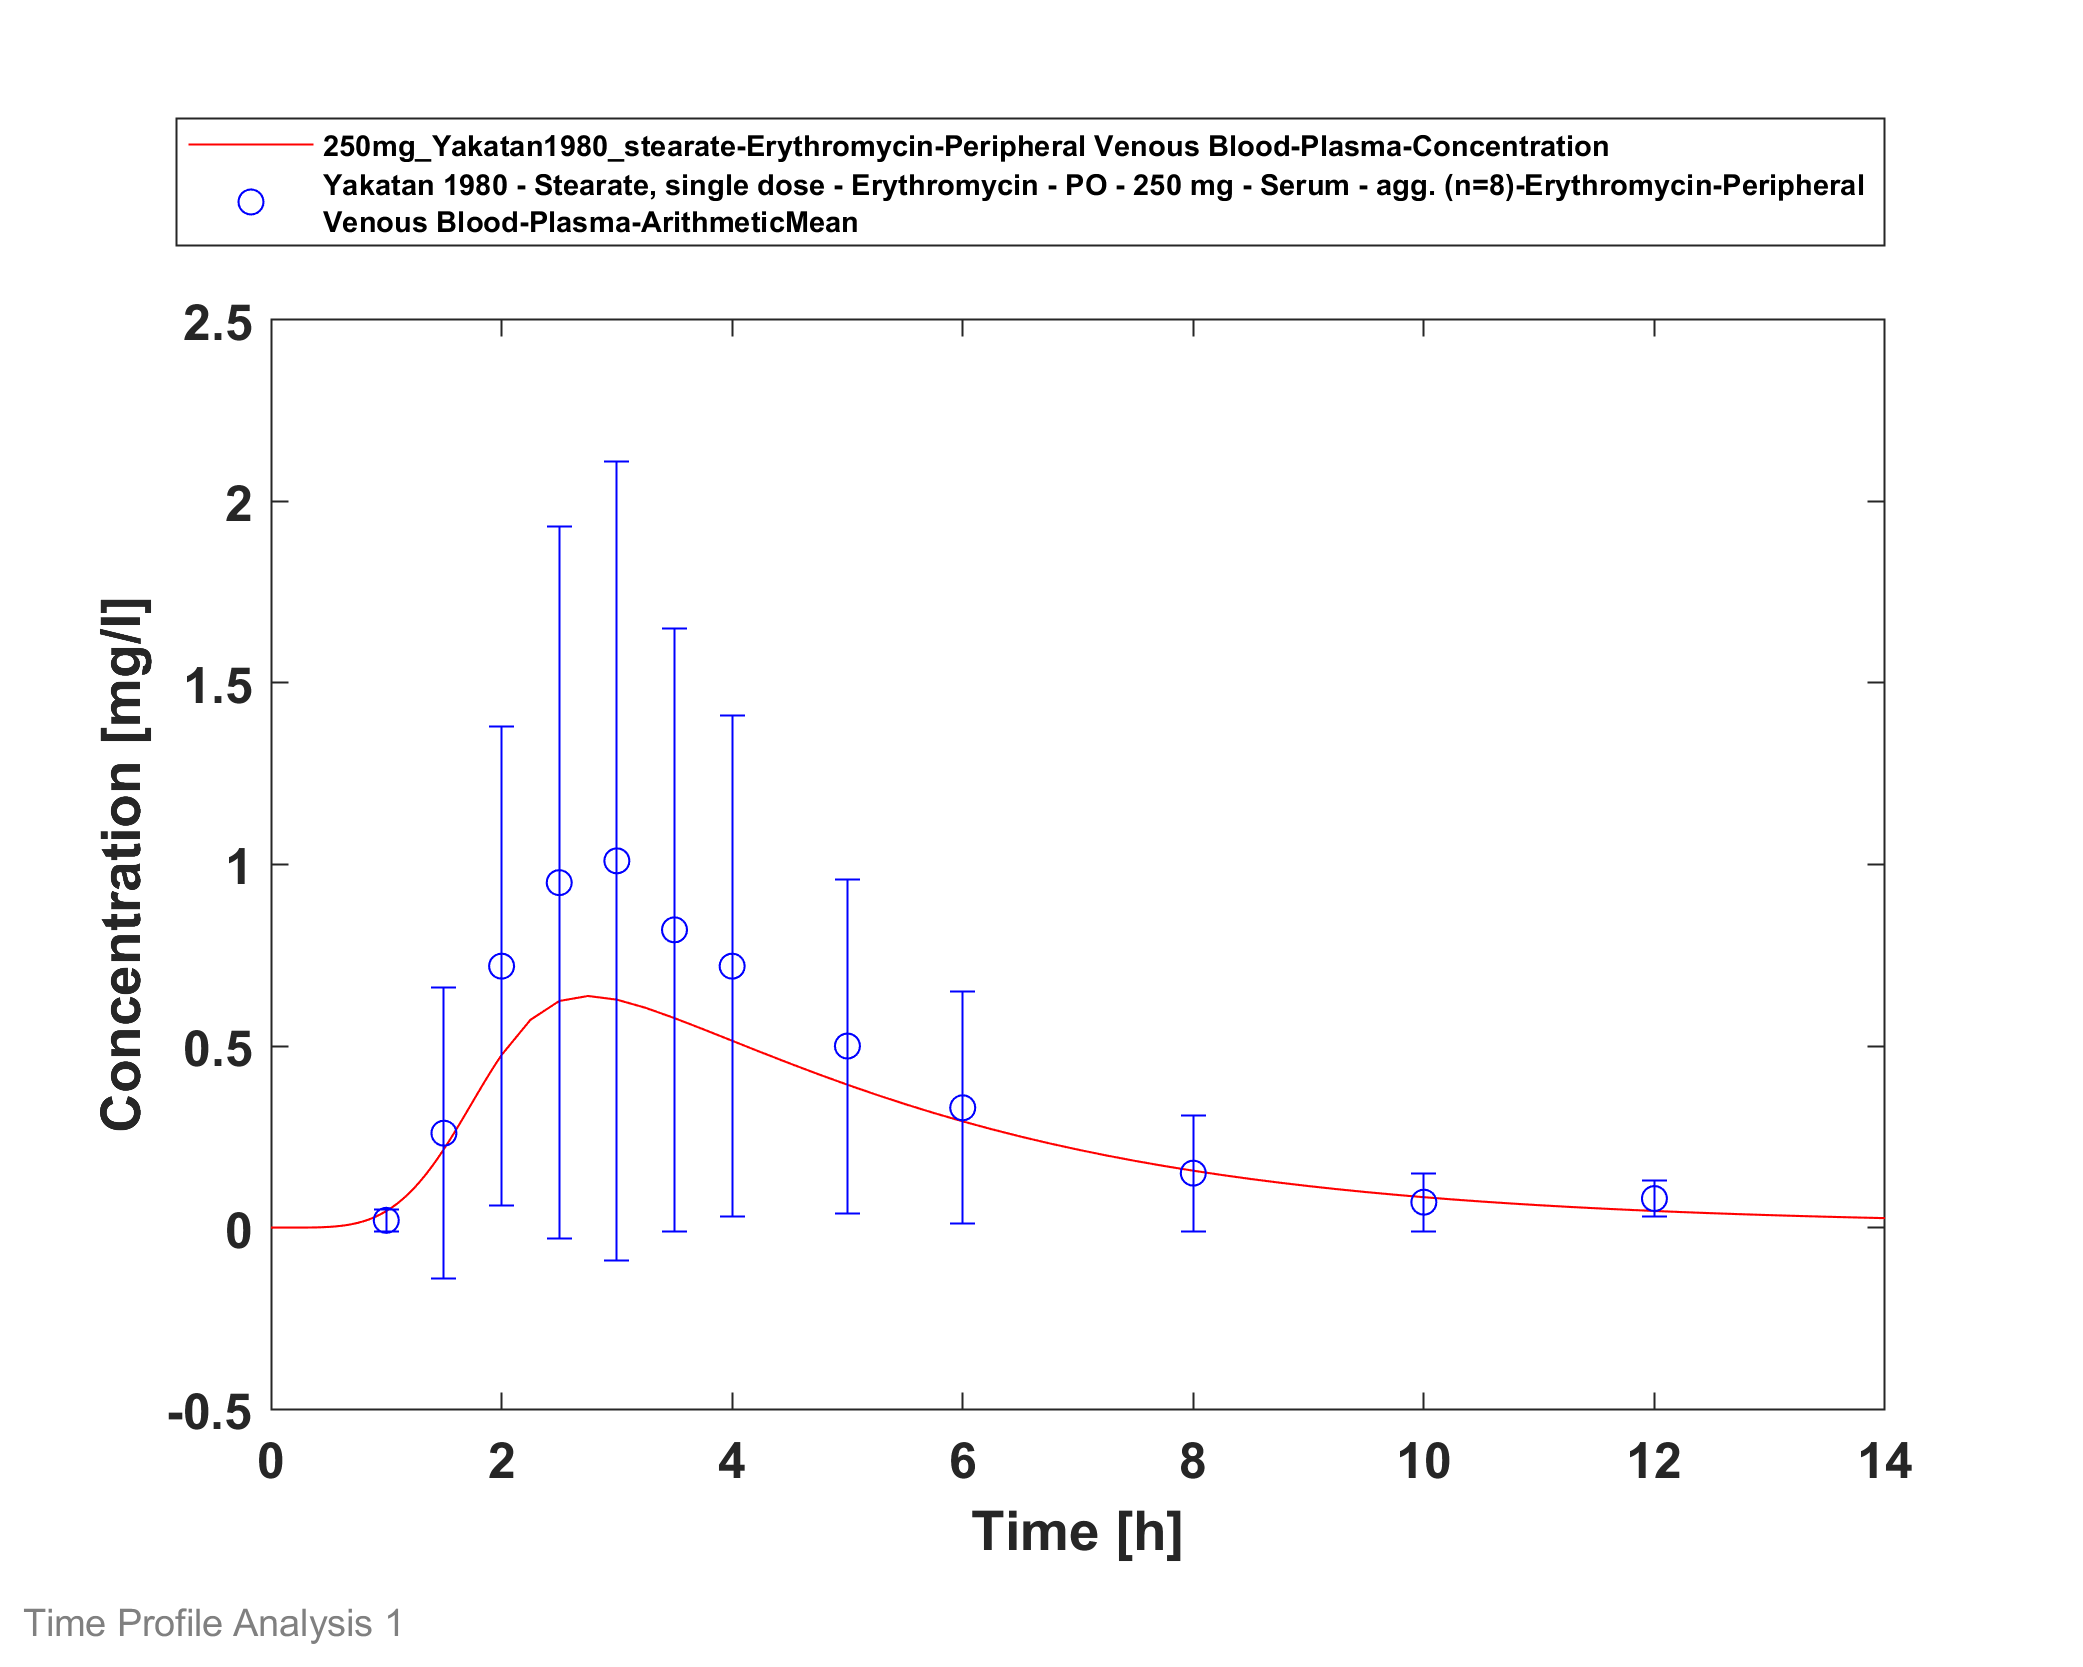 250mg_Yakatan1980_stearate-Erythromycin-Peripheral Venous Blood-Plasma-Concentration
Yakatan 1980 - Stearate, single dose - Erythromycin - PO - 250 mg - Serum - agg. (n=8)-Erythromycin-Peripheral
Venous Blood-Plasma-ArithmeticMean
2.5
2
1.5
1
0.5
0
-0.5
Concentration [mg/l]
0 2 4 6 8 10 12 14
Time [h]
Time Profile Analysis 1